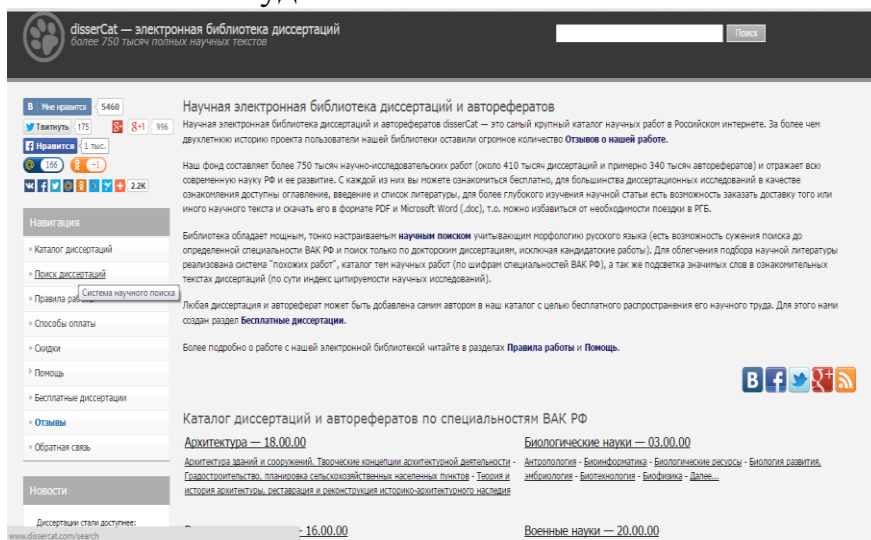 disserCat — электронная библиотека диссертаций
более 750 тысяч полных научных текстов
Поиск
В Мне нравится 5460
Твитнуть 175 g+1 996
Нравится 1 тыс.
166 +1
2.2K
Навигация
Каталог диссертаций
Поиск диссертаций
Система научного поиска
Правила
Способы оплаты
Скидки
Помощь
Бесплатные диссертации
Отзывы
Обратная связь
Новости
Диссертации стали доступнее:
www.dissercat.com/search
Научная электронная библиотека диссертаций и авторефератов
Научная электронная библиотека диссертаций и авторефератов disserCat — это самый крупный каталог научных работ в Российском интернете. За более чем
двухлетнюю историю проекта пользователи нашей библиотеки оставили огромное количество Отзывов о нашей работе.
Наш фонд составляет более 750 тысяч научно-исследовательских работ (около 410 тысяч диссертаций и примерно 340 тысяч авторефератов) и отражает всю
современную науку РФ и ее развитие. С каждой из них вы можете ознакомиться бесплатно, для большинства диссертационных исследований в качестве
ознакомления доступны оглавление, введение и список литературы, для более глубокого изучения научной статьи есть возможность заказать доставку того или
иного научного текста и скачать его в формате PDF и Microsoft Word (.doc), т.о. можно избавиться от необходимости поездки в РГБ.
Библиотека обладает мощным, тонко настраиваемым научным поиском учитывающим морфологию русского языка (есть возможность сужения поиска до
определенной специальности ВАК РФ и поиск только по докторским диссертациям, исключая кандидатские работы). Для облегчения подбора научной литературы
реализована система "похожих работ", каталог тем научных работ (по шифрам специальностей ВАК РФ), а так же подсветка значимых слов в ознакомительных
текстах диссертаций (по сути индекс цитируемости научных исследований).
Любая диссертация и автореферат может быть добавлена самим автором в наш каталог с целью бесплатного распространения его научного труда. Для этого нами
создан раздел Бесплатные диссертации.
Более подробно о работе с нашей электронной библиотекой читайте в разделах Правила работы и Помощь.
Каталог диссертаций и авторефератов по специальностям ВАК РФ
Архитектура — 18.00.00
Архитектура зданий и сооружений. Творческие концепции архитектурной деятельности -
Градостроительство, планировка сельскохозяйственных населенных пунктов - Теория и
история архитектуры, реставрация и реконструкция историко-архитектурного наследия
Биологические науки — 03.00.00
Антропология - Биоинформатика - Биологические ресурсы - Биология развития,
эмбриология - Биотехнология - Биофизика - Далее...
- 16.00.00
Военные науки — 20.00.00